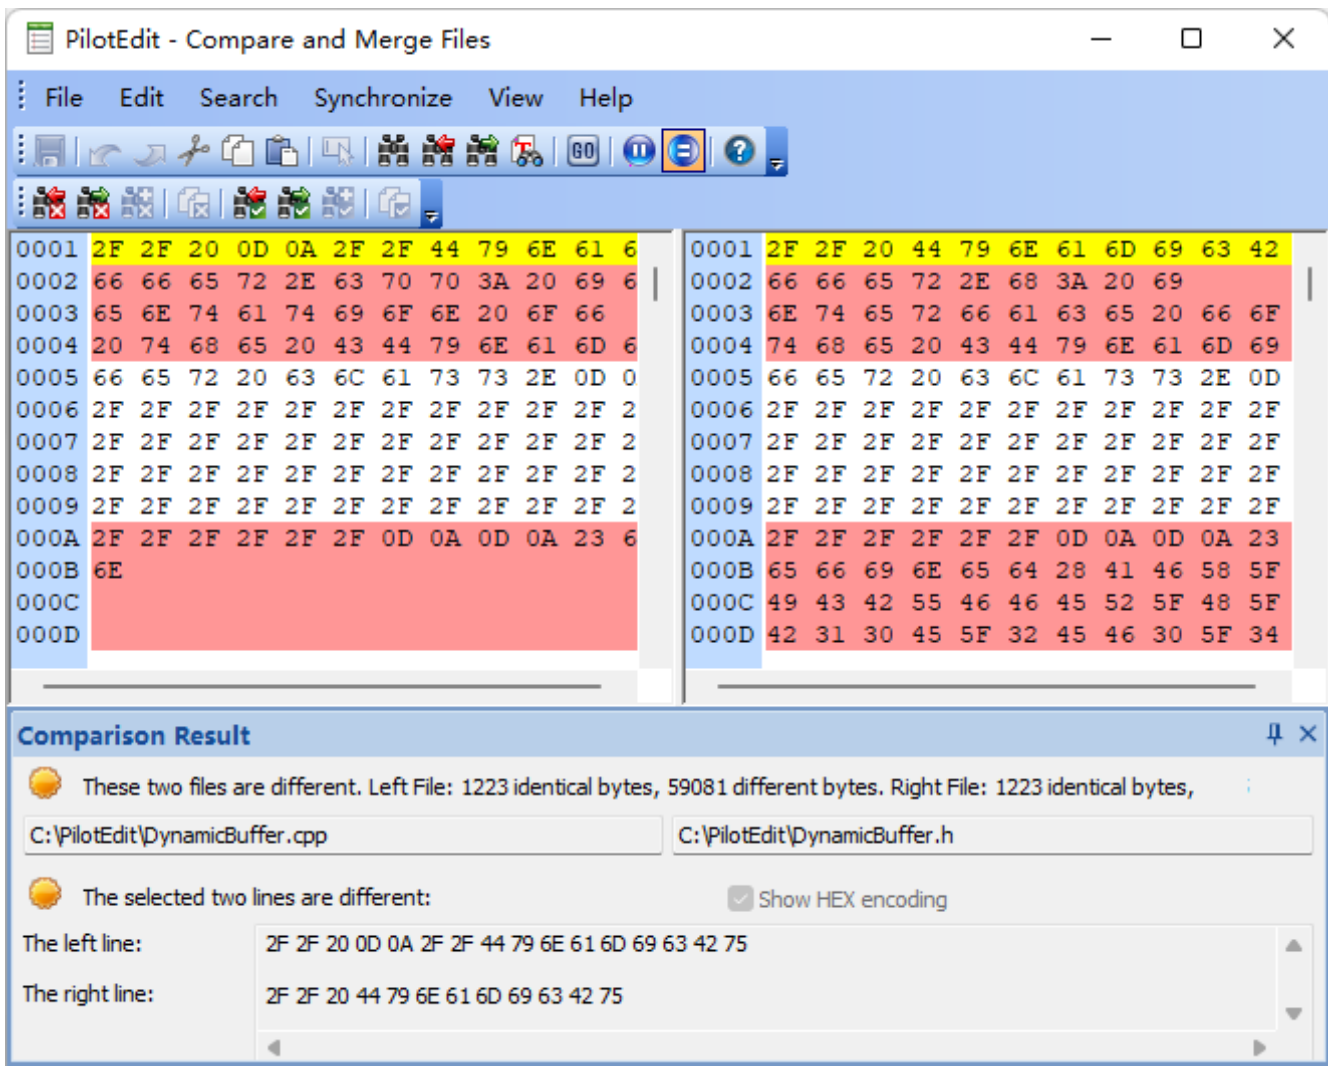 PilotEdit - Compare and Merge Files
File Edit Search Synchronize View Help
GO
0001 2F 2F 20 0D 0A 2F 2F 44 79 6E 61 6
0002 66 66 65 72 2E 63 70 70 3A 20 69 6
0003 65 6E 74 61 74 69 6F 6E 20 6F 66
0004 20 74 68 65 20 43 44 79 6E 61 6D 6
0005 66 65 72 20 63 6C 61 73 73 2E 0D 0
0006 2F 2F 2F 2F 2F 2F 2F 2F 2F 2F 2F 2
0007 2F 2F 2F 2F 2F 2F 2F 2F 2F 2F 2F 2
0008 2F 2F 2F 2F 2F 2F 2F 2F 2F 2F 2F 2
0009 2F 2F 2F 2F 2F 2F 2F 2F 2F 2F 2F 2
000A 2F 2F 2F 2F 2F 2F 0D 0A 0D 0A 23 6
000B 6E
000C
000D
0001 2F 2F 20 44 79 6E 61 6D 69 63 42
0002 66 66 65 72 2E 68 3A 20 69
0003 6E 74 65 72 66 61 63 65 20 66 6F
0004 74 68 65 20 43 44 79 6E 61 6D 69
0005 66 65 72 20 63 6C 61 73 73 2E 0D
0006 2F 2F 2F 2F 2F 2F 2F 2F 2F 2F 2F
0007 2F 2F 2F 2F 2F 2F 2F 2F 2F 2F 2F
0008 2F 2F 2F 2F 2F 2F 2F 2F 2F 2F 2F
0009 2F 2F 2F 2F 2F 2F 2F 2F 2F 2F 2F
000A 2F 2F 2F 2F 2F 2F 0D 0A 0D 0A 23
000B 65 66 69 6E 65 64 28 41 46 58 5F
000C 49 43 42 55 46 46 45 52 5F 48 5F
000D 42 31 30 45 5F 32 45 46 30 5F 34
Comparison Result
These two files are different. Left File: 1223 identical bytes, 59081 different bytes. Right File: 1223 identical bytes,
C:\PilotEdit\DynamicBuffer.cpp
C:\PilotEdit\DynamicBuffer.h
The selected two lines are different:
Show HEX encoding
The left line: 2F 2F 20 0D 0A 2F 2F 44 79 6E 61 6D 69 63 42 75
The right line: 2F 2F 20 44 79 6E 61 6D 69 63 42 75